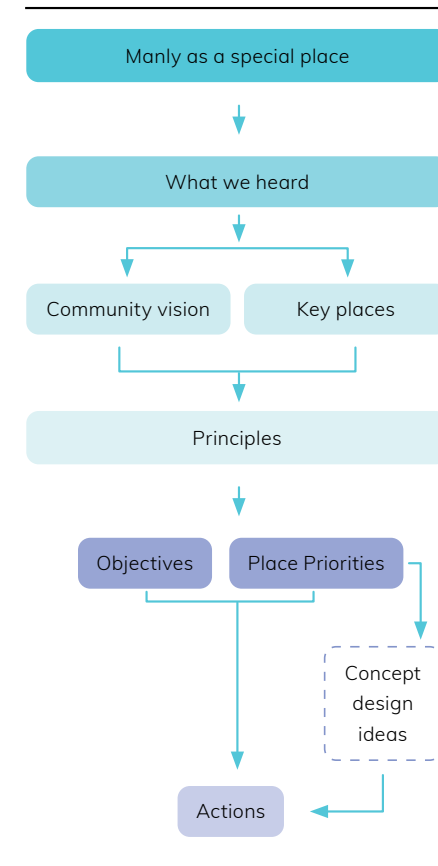 Manly as a special place
What we heard
Community vision
Key places
Principles
Objectives
Place Priorities
Concept
design
ideas
Actions